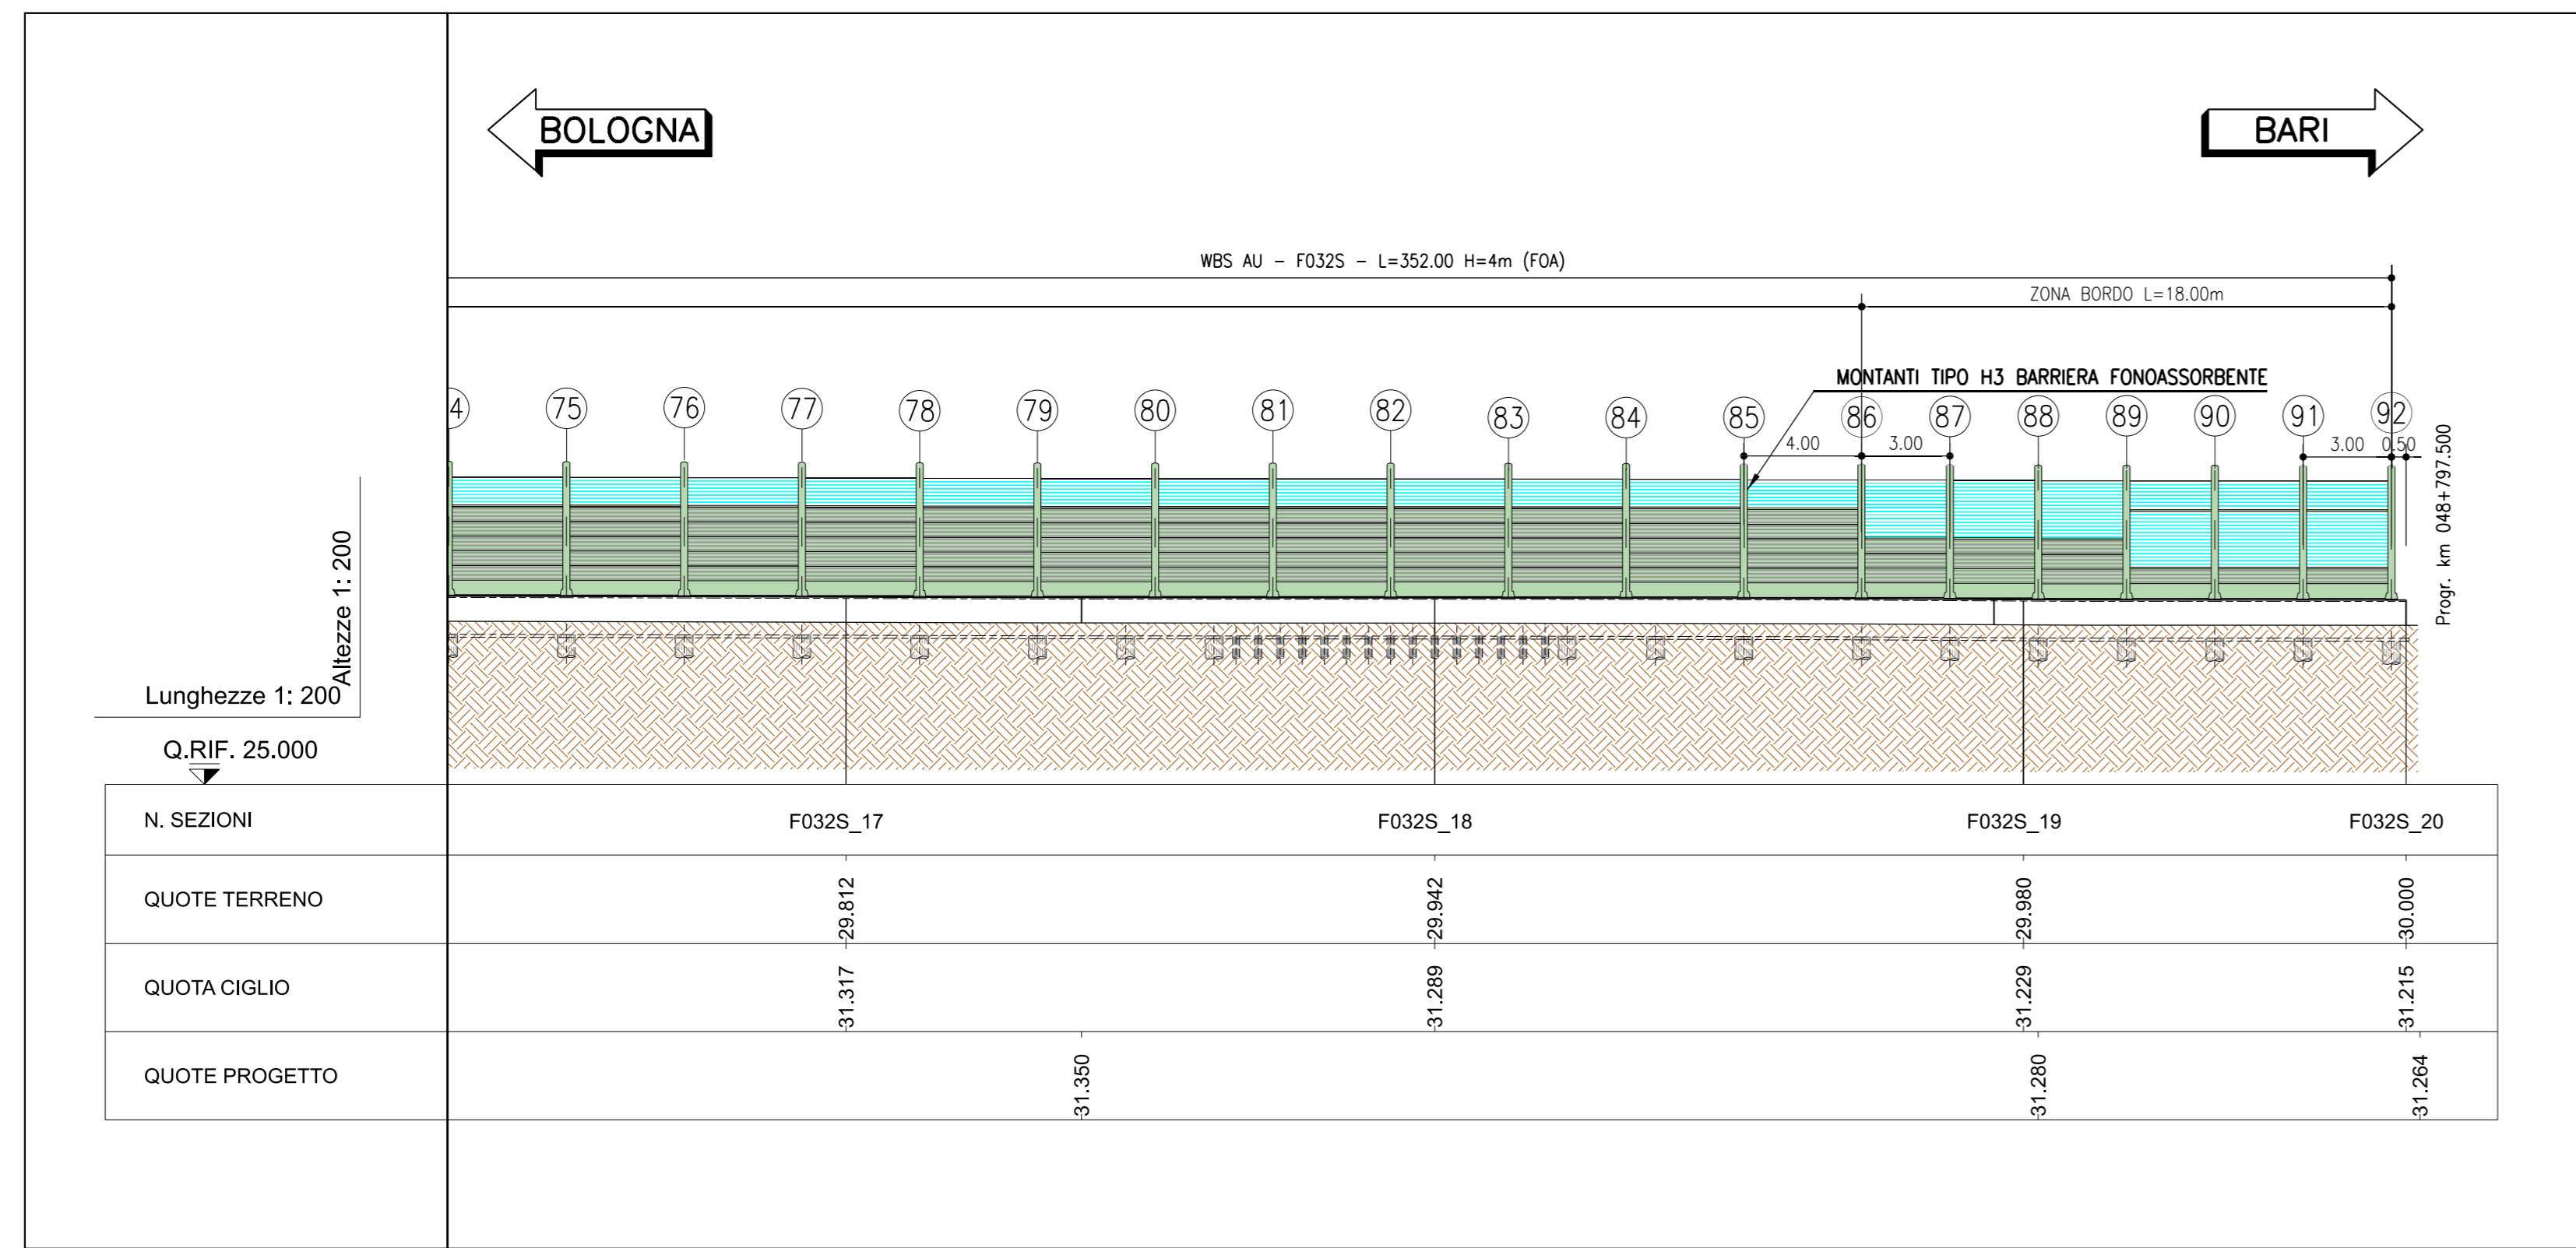 BOLOGNA
BARI
WBS AU - F032S - L=352.00 H=4m (FOA)
ZONA BORDO L=18.00m
MONTANTI TIPO H3 BARRIERA FONOASSORBENTE
4 75 76 77 78 79 80 81 82 83 84 85 86 87 88 89 90 91 92
4.00 3.00 3.00 0.50
Progr. km 048+797.500
Altezze 1: 200
Lunghezze 1: 200
Q.RIF. 25.000
N. SEZIONI F032S_17 F032S_18 F032S_19 F032S_20
QUOTE TERRENO 29.812 29.942 29.980 30.000
QUOTA CIGLIO 31.317 31.289 31.229 31.215
QUOTE PROGETTO 31.350 31.280 31.264